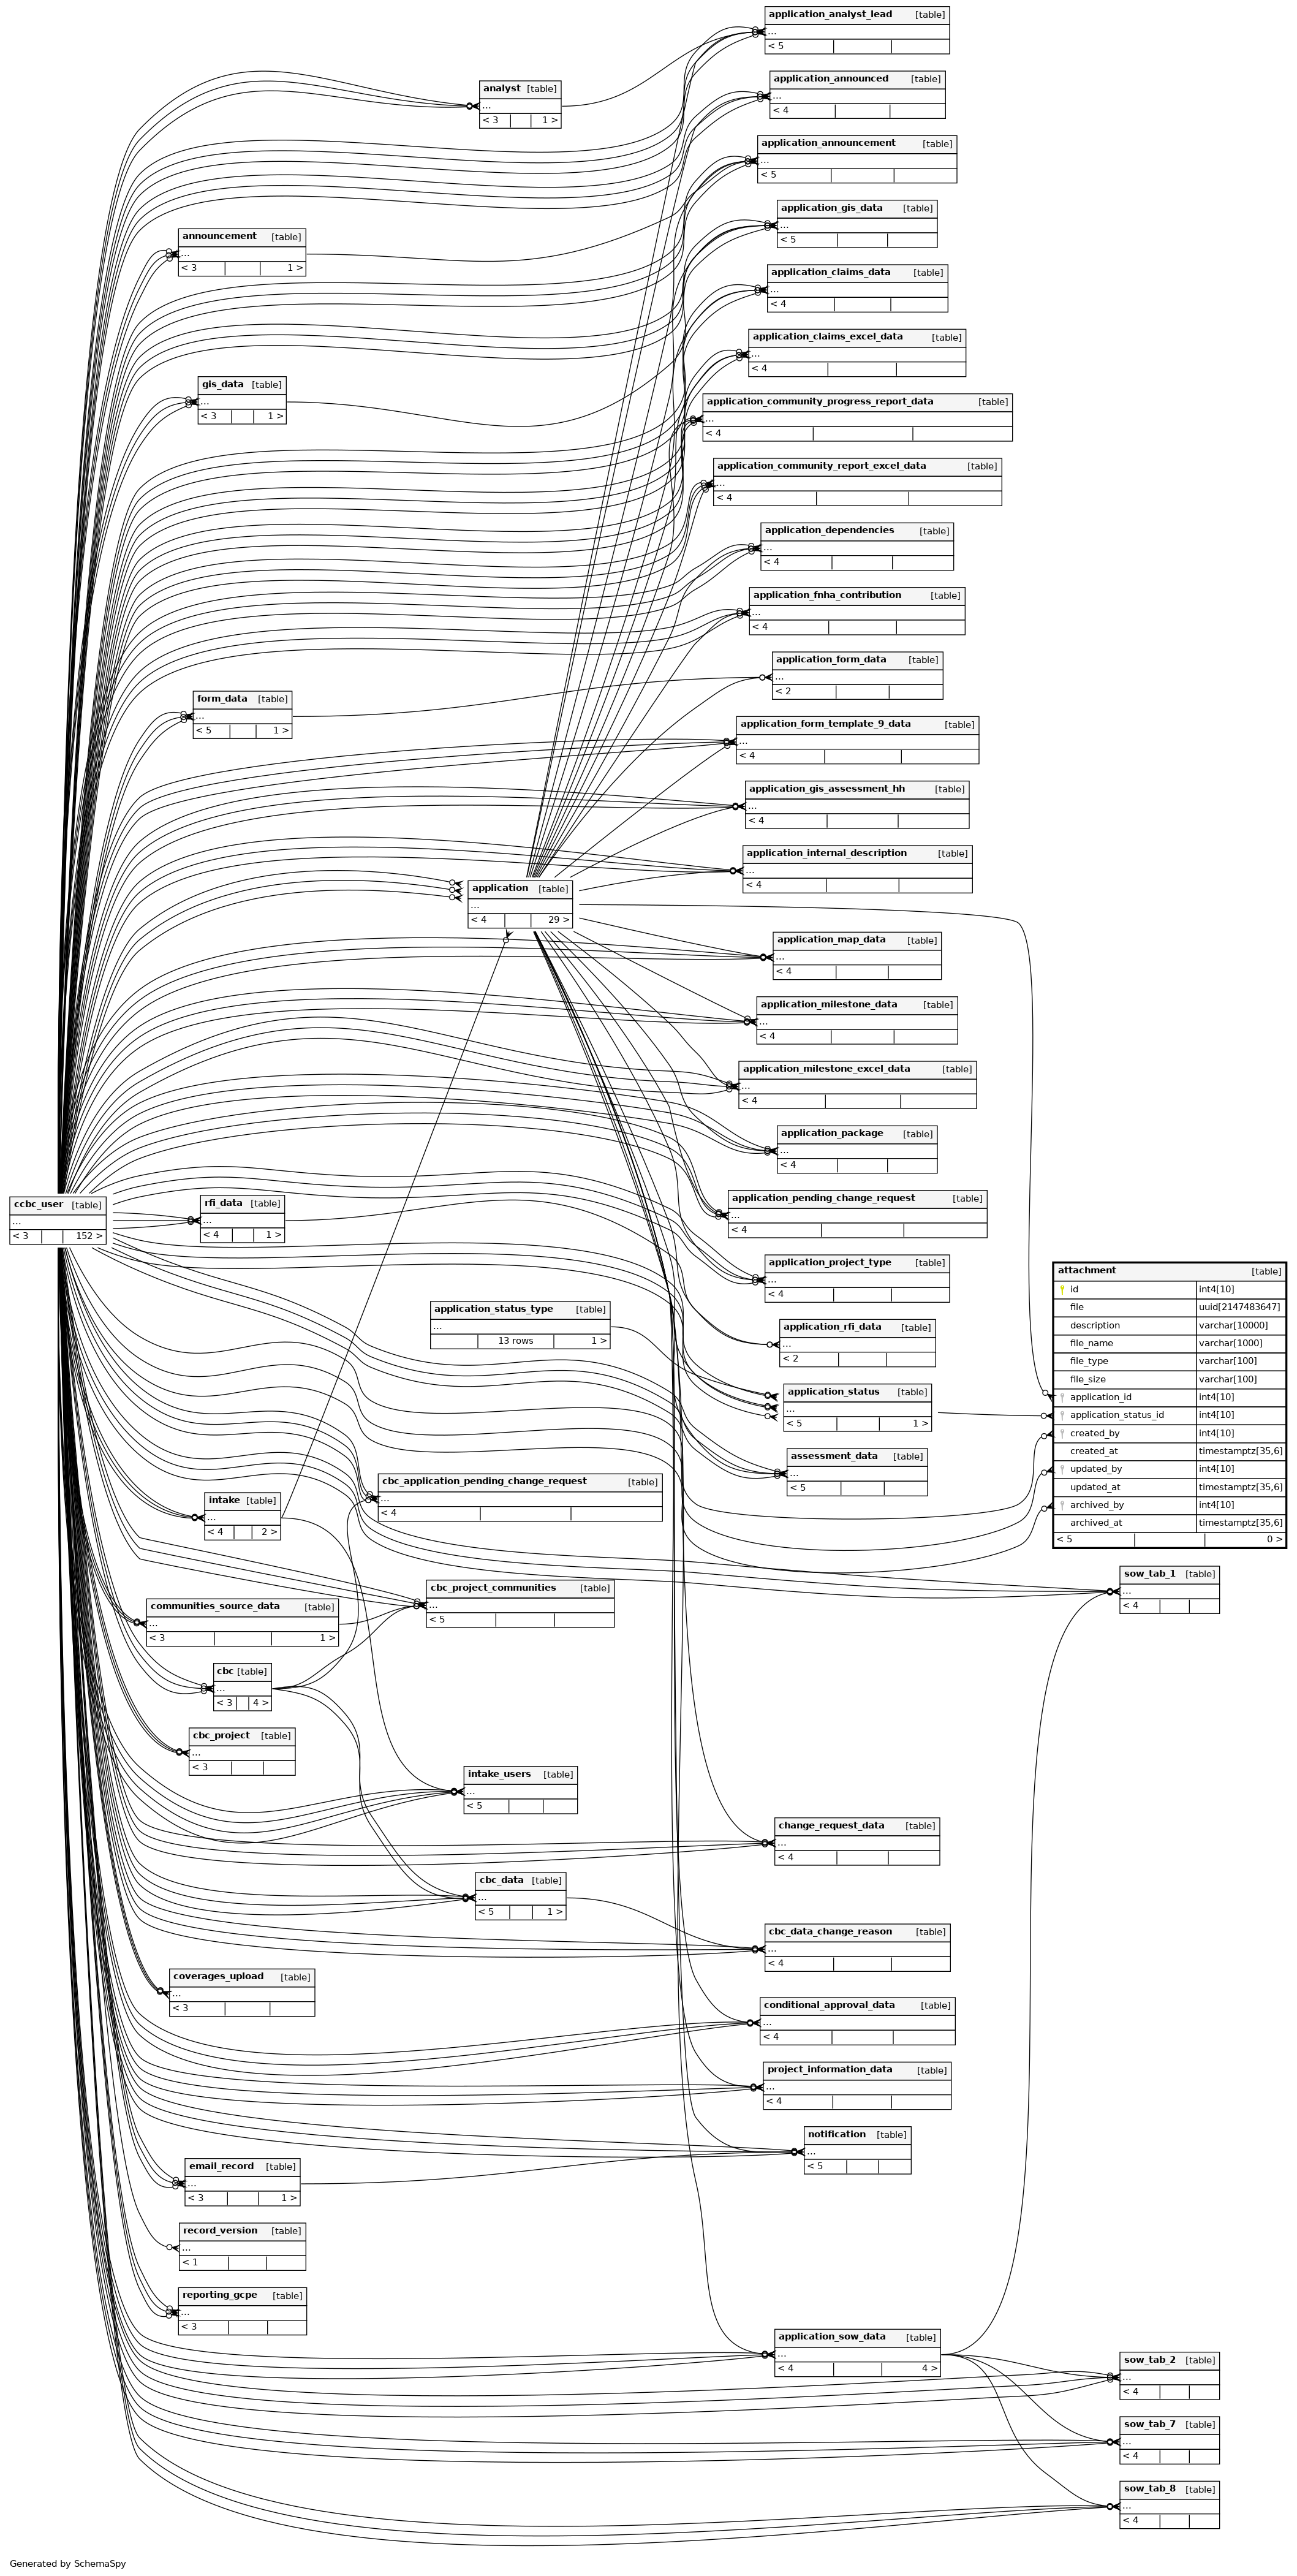 application_analyst_lead [table]
...
< 5
analyst [table]
...
< 3 1 >
application_announced [table]
...
< 4
application_announcement [table]
...
< 5
application_gis_data [table]
...
< 5
announcement [table]
...
< 3 1 >
application_claims_data [table]
...
< 4
application_claims_excel_data [table]
...
< 4
gis_data [table]
...
< 3 1 >
application_community_progress_report_data [table]
...
< 4
application_community_report_excel_data [table]
...
< 4
application_dependencies [table]
...
< 4
application_fnha_contribution [table]
...
< 4
application_form_data [table]
...
< 2
form_data [table]
...
< 5 1 >
application_form_template_9_data [table]
...
< 4
application_gis_assessment_hh [table]
...
< 4
application_internal_description [table]
...
< 4
application [table]
...
< 4 29 >
application_map_data [table]
...
< 4
application_milestone_data [table]
...
< 4
application_milestone_excel_data [table]
...
< 4
application_package [table]
...
< 4
application_pending_change_request [table]
...
< 4
ccbc_user [table]
...
< 3 152 >
rfi_data [table]
...
< 4 1 >
application_project_type [table]
...
< 4
attachment [table]
id int4[10]
file uuid[2147483647]
description varchar[10000]
file_name varchar[1000]
file_type varchar[100]
file_size varchar[100]
application_id int4[10]
application_status_id int4[10]
created_by int4[10]
created_at timestamptz[35,6]
updated_by int4[10]
updated_at timestamptz[35,6]
archived_by int4[10]
archived_at timestamptz[35,6]
< 5 0 >
application_status_type [table]
...
13 rows 1 >
application_rfi_data [table]
...
< 2
application_status [table]
...
< 5 1 >
assessment_data [table]
...
< 5
cbc_application_pending_change_request [table]
...
< 4
intake [table]
...
< 4 2 >
sow_tab_1 [table]
...
< 4
cbc_project_communities [table]
...
< 5
communities_source_data [table]
...
< 3 1 >
cbc [table]
...
< 3 4 >
cbc_project [table]
...
< 3
intake_users [table]
...
< 5
change_request_data [table]
...
< 4
cbc_data [table]
...
< 5 1 >
cbc_data_change_reason [table]
...
< 4
coverages_upload [table]
...
< 3
conditional_approval_data [table]
...
< 4
project_information_data [table]
...
< 4
notification [table]
...
< 5
email_record [table]
...
< 3 1 >
record_version [table]
...
< 1
reporting_gcpe [table]
...
< 3
application_sow_data [table]
...
< 4 4 >
sow_tab_2 [table]
...
< 4
sow_tab_7 [table]
...
< 4
sow_tab_8 [table]
...
< 4
Generated by SchemaSpy